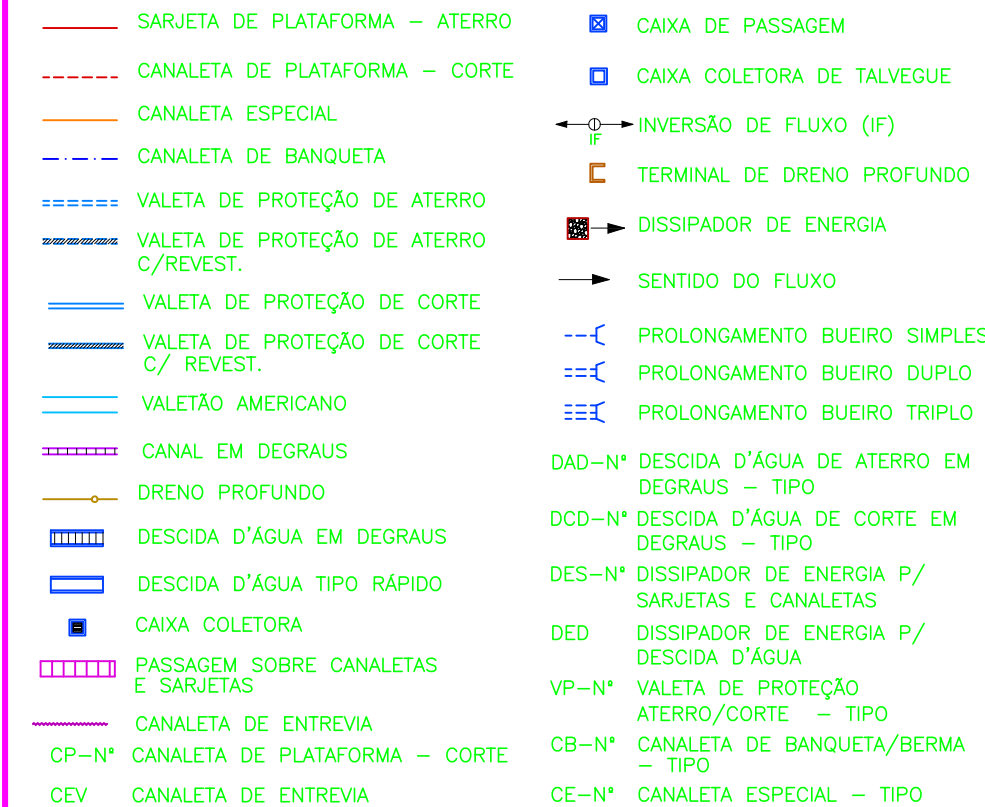 SARJETA DE PLATAFORMA – ATERRO
CANALETA DE PLATAFORMA – CORTE
CANALETA ESPECIAL
CANALETA DE BANQUETA
VALETA DE PROTEÇÃO DE ATERRO
VALETA DE PROTEÇÃO DE ATERRO
C/REVEST.
VALETA DE PROTEÇÃO DE CORTE
VALETA DE PROTEÇÃO DE CORTE
C/ REVEST.
VALETÃO AMERICANO
CANAL EM DEGRAUS
DRENO PROFUNDO
DESCIDA D'ÁGUA EM DEGRAUS
DESCIDA D'ÁGUA TIPO RÁPIDO
CAIXA COLETORA
PASSAGEM SOBRE CANALETAS
E SARJETAS
CANALETA DE ENTREVIA
CP–Nº CANALETA DE PLATAFORMA – CORTE
CEV CANALETA DE ENTREVIA
CAIXA DE PASSAGEM
CAIXA COLETORA DE TALVEGUE
INVERSÃO DE FLUXO (IF)
IF
TERMINAL DE DRENO PROFUNDO
DISSIPADOR DE ENERGIA
SENTIDO DO FLUXO
PROLONGAMENTO BUEIRO SIMPLES
PROLONGAMENTO BUEIRO DUPLO
PROLONGAMENTO BUEIRO TRIPLO
DAD–Nº DESCIDA D'ÁGUA DE ATERRO EM
DEGRAUS – TIPO
DCD–Nº DESCIDA D'ÁGUA DE CORTE EM
DEGRAUS – TIPO
DES–Nº DISSIPADOR DE ENERGIA P/
SARJETAS E CANALETAS
DED DISSIPADOR DE ENERGIA P/
DESCIDA D'ÁGUA
VP–Nº VALETA DE PROTEÇÃO
ATERRO/CORTE – TIPO
CB–Nº CANALETA DE BANQUETA/BERMA
– TIPO
CE–Nº CANALETA ESPECIAL – TIPO